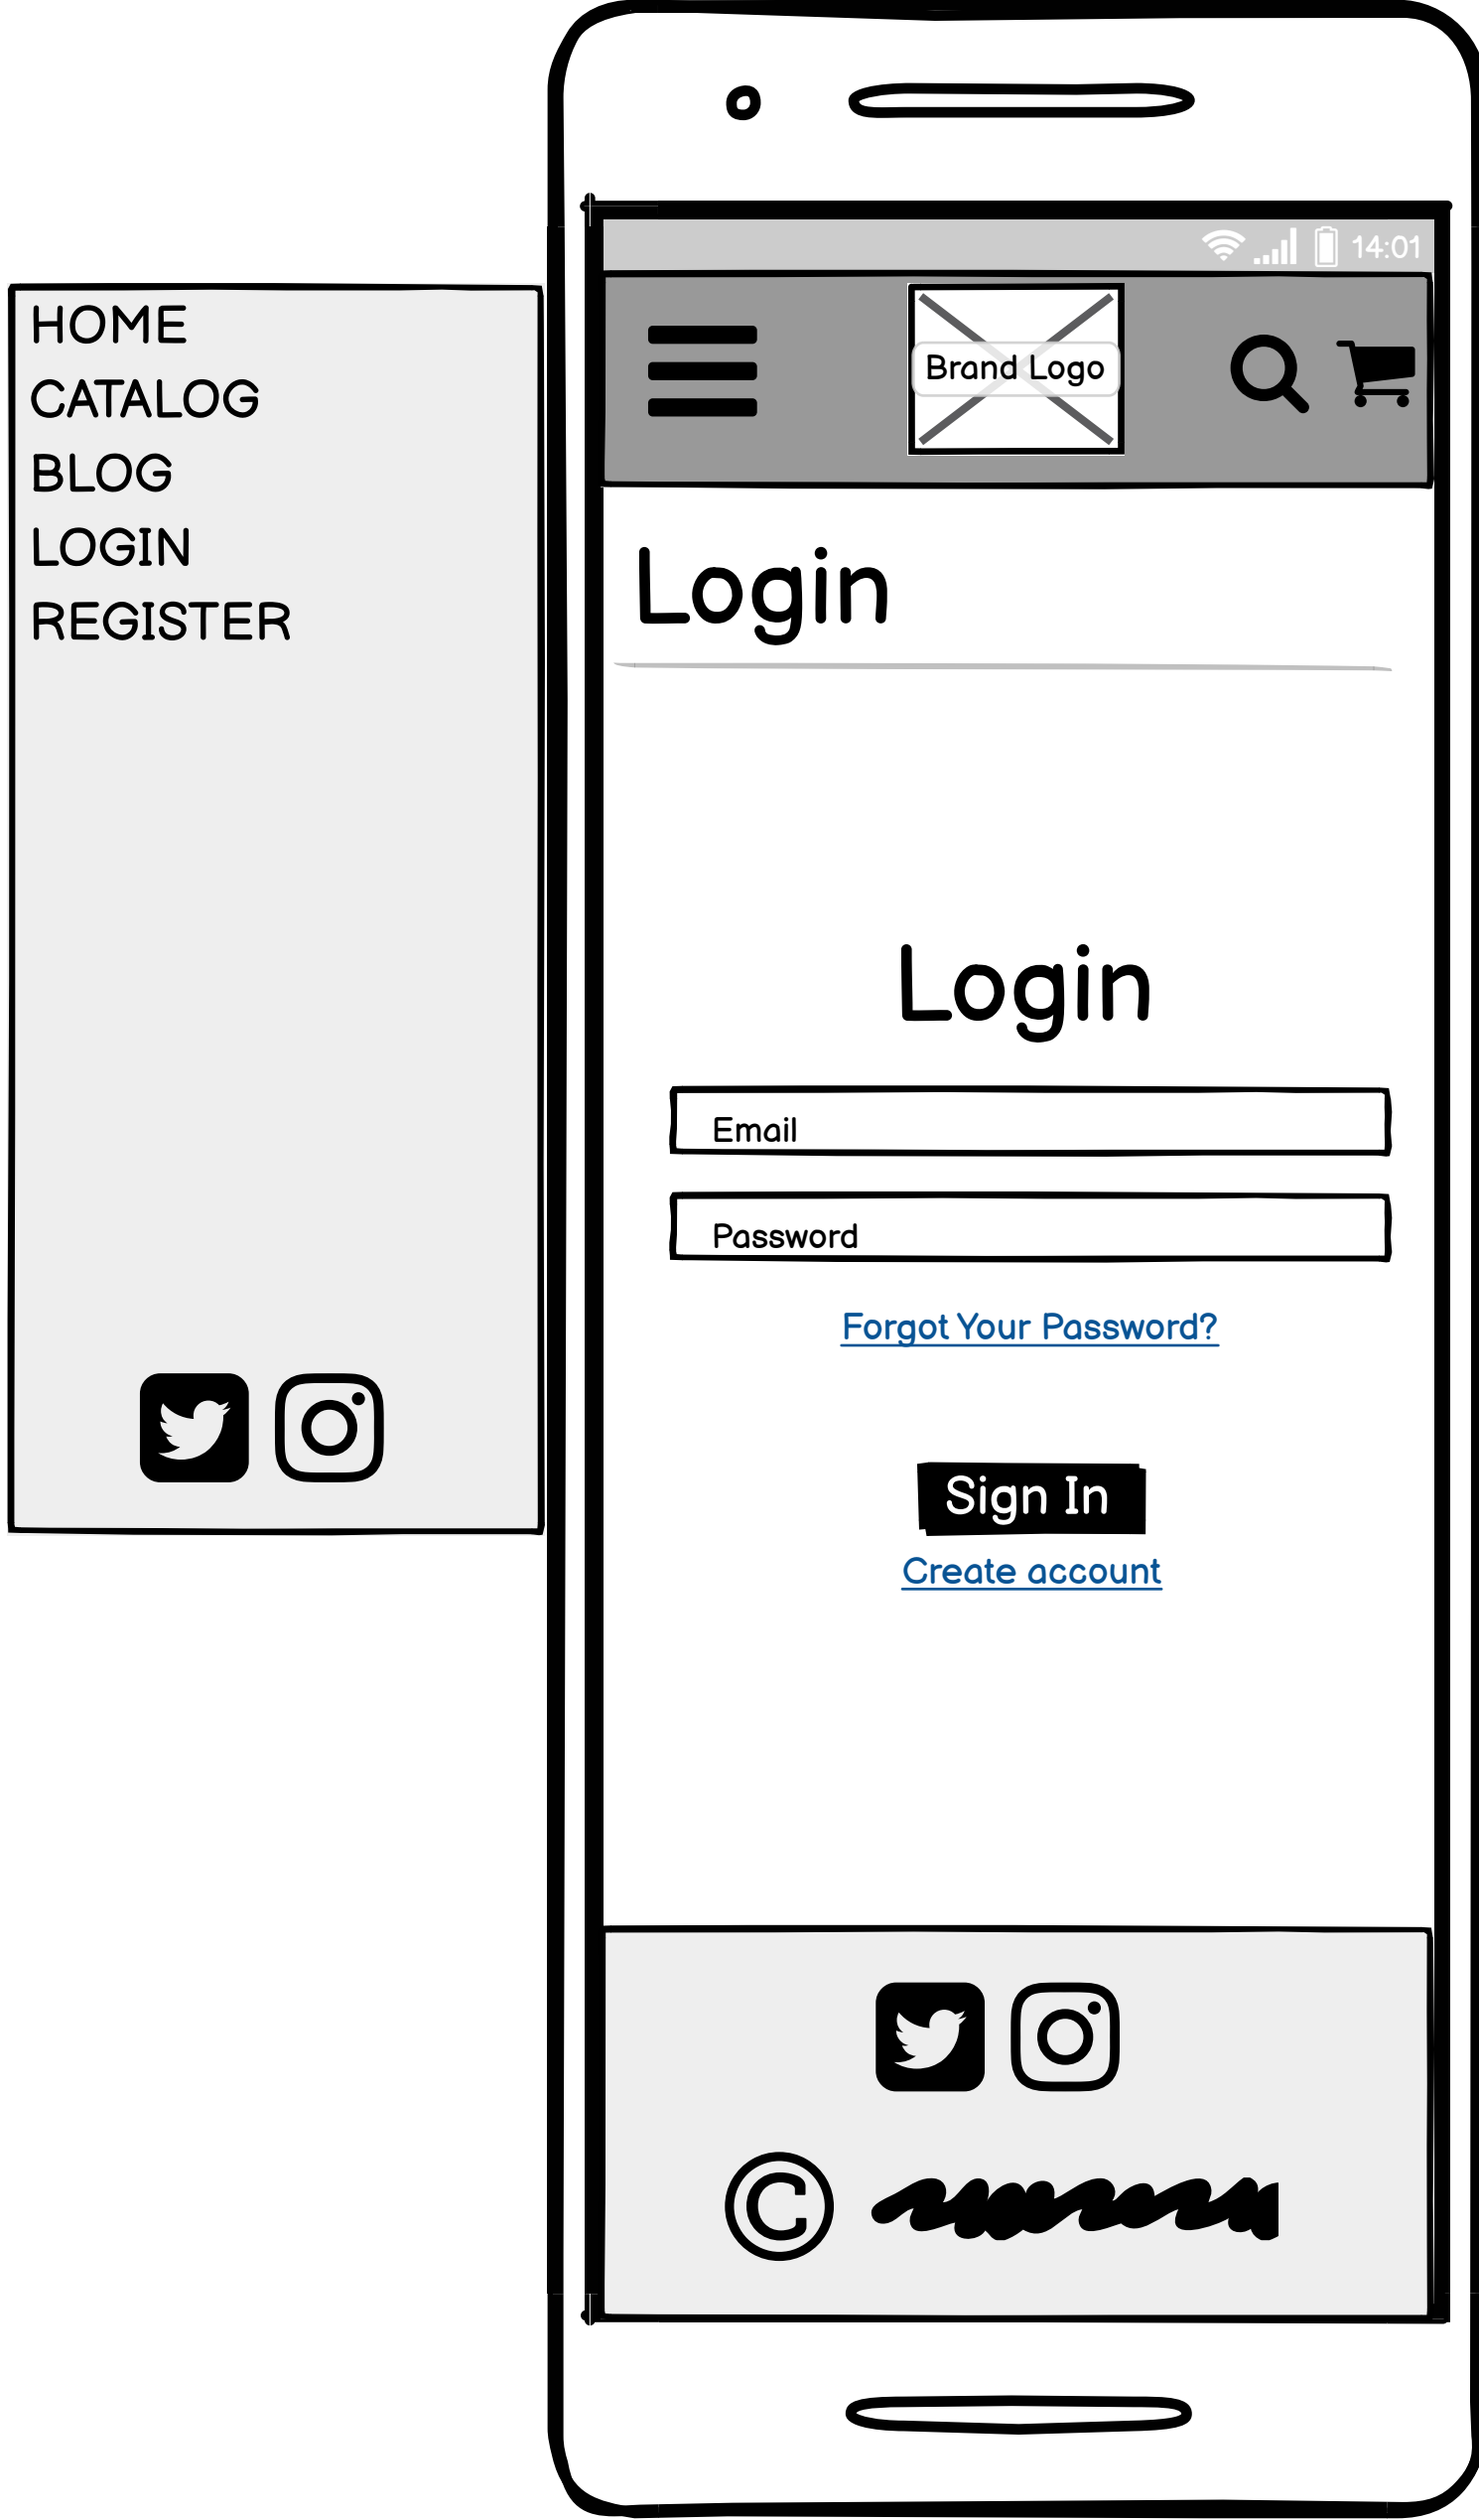 HOME
CATALOG
BLOG
LOGIN
REGISTER
14:01
Brand Logo
Login
Login
Email
Password
Forgot Your Password?
Sign In
Create account
©